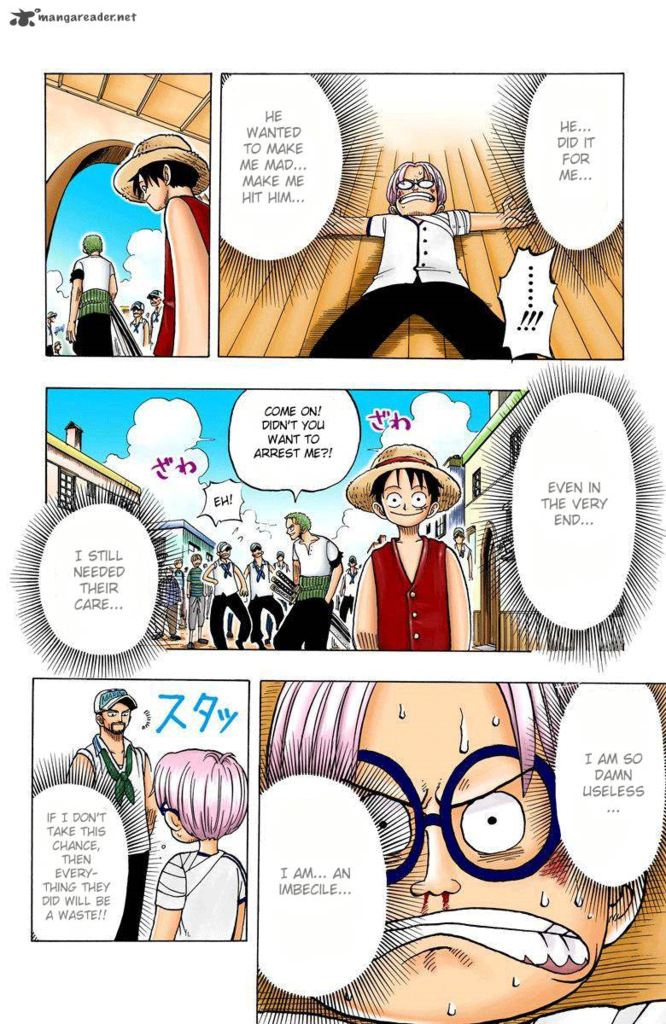 mangareader.net
HE...
DID IT
FOR
ME...
HE
WANTED
TO MAKE
ME MAD...
MAKE ME
HIT HIM...
......!!!
EVEN IN
THE VERY
END...
ざわ
COME ON!
DIDN'T YOU
WANT TO
ARREST ME?!
ざわ
EH!
I STILL
NEEDED
THEIR
CARE...
I AM SO
DAMN
USELESS
...
I AM... AN
IMBECILE...
スタッ
IF I DON'T
TAKE THIS
CHANCE,
THEN
EVERY-
THING THEY
DID WILL BE
A WASTE!!